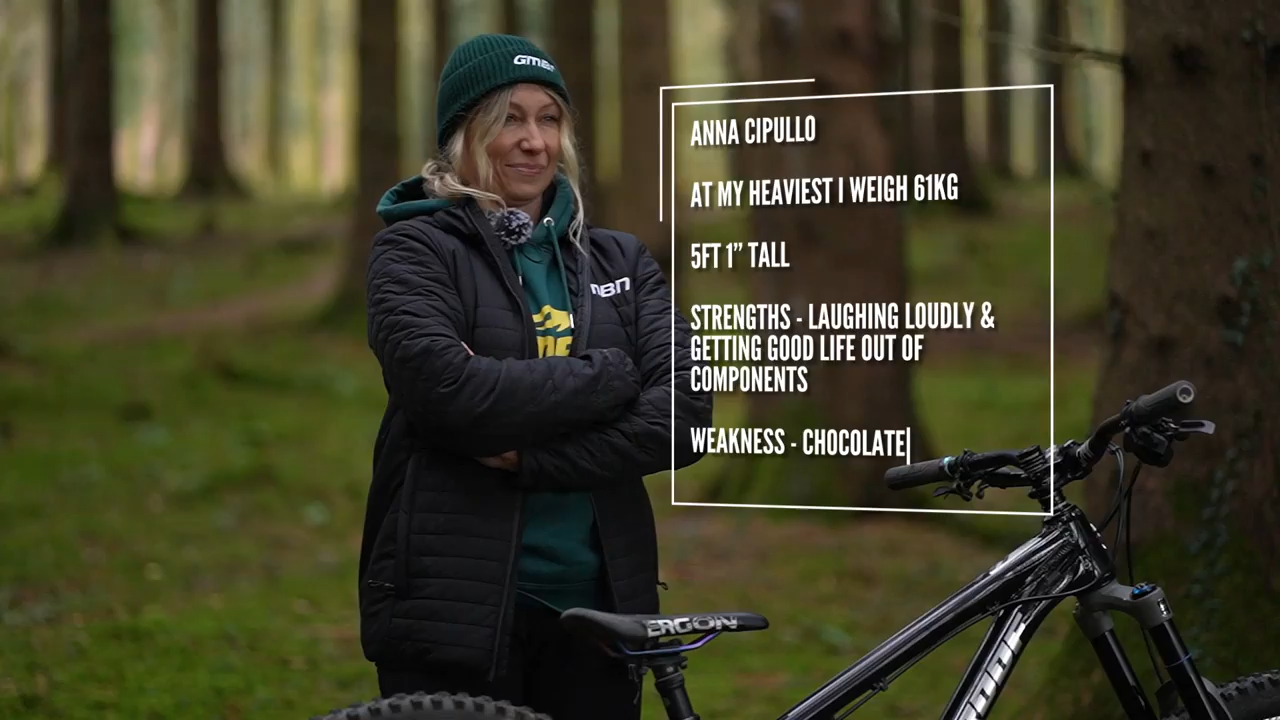 GMBN
ANNA CIPULLO
AT MY HEAVIEST I WEIGH 61KG
5FT 1” TALL
STRENGTHS - LAUGHING LOUDLY &
GETTING GOOD LIFE OUT OF
COMPONENTS
WEAKNESS - CHOCOLATE
ERGON